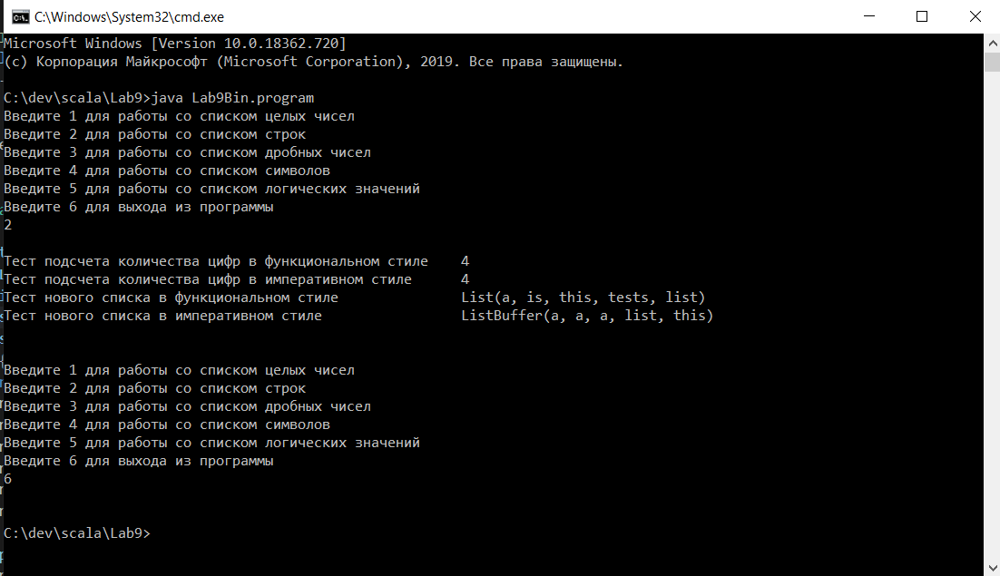 C:\Windows\System32\cmd.exe
Microsoft Windows [Version 10.0.18362.720]
(c) Корпорация Майкрософт (Microsoft Corporation), 2019. Все права защищены.
C:\dev\scala\Lab9>java Lab9Bin.program
Введите 1 для работы со списком целых чисел
Введите 2 для работы со списком строк
Введите 3 для работы со списком дробных чисел
Введите 4 для работы со списком символов
Введите 5 для работы со списком логических значений
Введите 6 для выхода из программы
2
Тест подсчета количества цифр в функциональном стиле    4
Тест подсчета количества цифр в императивном стиле      4
Тест нового списка в функциональном стиле               List(a, is, this, tests, list)
Тест нового списка в императивном стиле                 ListBuffer(a, a, a, list, this)
Введите 1 для работы со списком целых чисел
Введите 2 для работы со списком строк
Введите 3 для работы со списком дробных чисел
Введите 4 для работы со списком символов
Введите 5 для работы со списком логических значений
Введите 6 для выхода из программы
6
C:\dev\scala\Lab9>